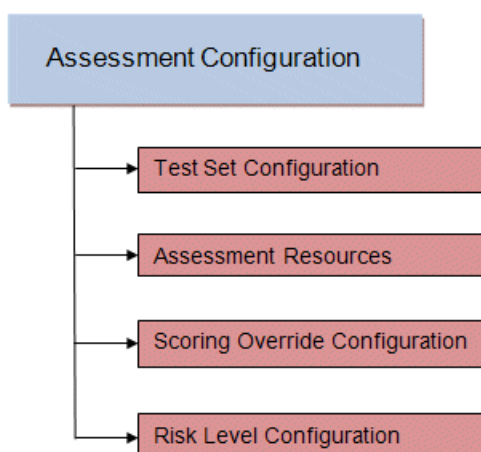 Assessment Configuration
Test Set Configuration
Assessment Resources
Scoring Override Configuration
Risk Level Configuration